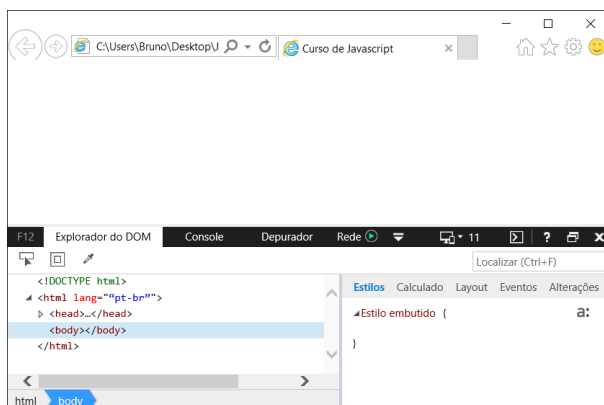 C:\Users\Bruno\Desktop\J
Curso de Javascript
F12 Explorador do DOM Console Depurador Rede 11 ?
Localizar (Ctrl+F)
<!DOCTYPE html>
<html lang="“pt-br”">
<head>…</head>
<body></body>
</html>
html body
Estilos Calculado Layout Eventos Alterações
Estilo embutido { a:
}